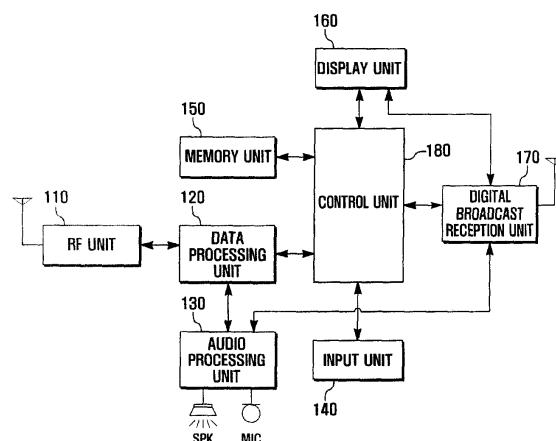 160
DISPLAY UNIT
150
MEMORY UNIT
180
CONTROL UNIT
170
DIGITAL
BROADCAST
RECEPTION UNIT
110
RF UNIT
120
DATA
PROCESSING
UNIT
130
AUDIO
PROCESSING
UNIT
INPUT UNIT
140
SPK
MIC